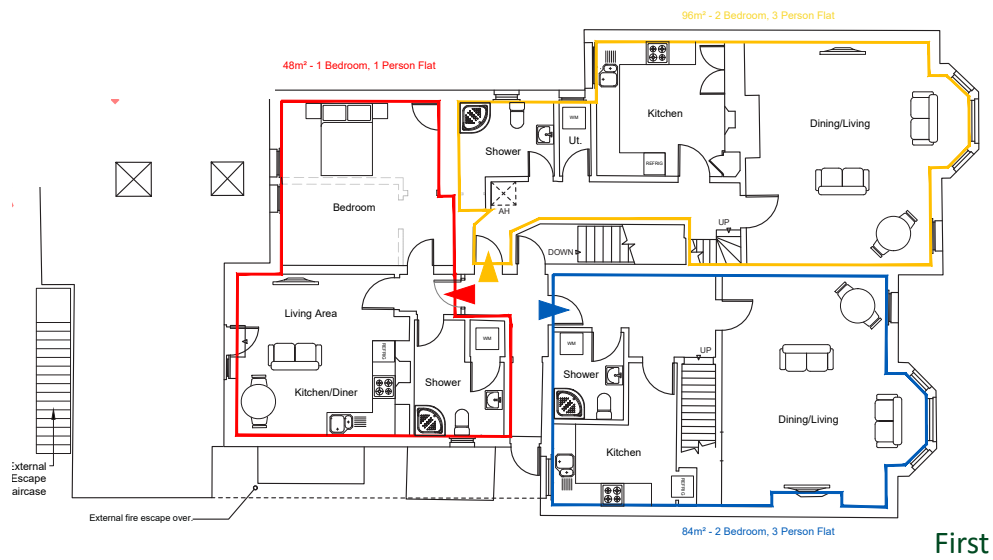 96m² - 2 Bedroom, 3 Person Flat
48m² - 1 Bedroom, 1 Person Flat
Kitchen
Dining/Living
WM
Shower
Ut.
REFRIG
Bedroom
AH
UP
DOWN
Living Area
WM
REFRIG
Kitchen/Diner
Shower
WM
Shower
UP
Dining/Living
Kitchen
REFRIG
External
Escape
aircase
External fire escape over.
84m² - 2 Bedroom, 3 Person Flat
First